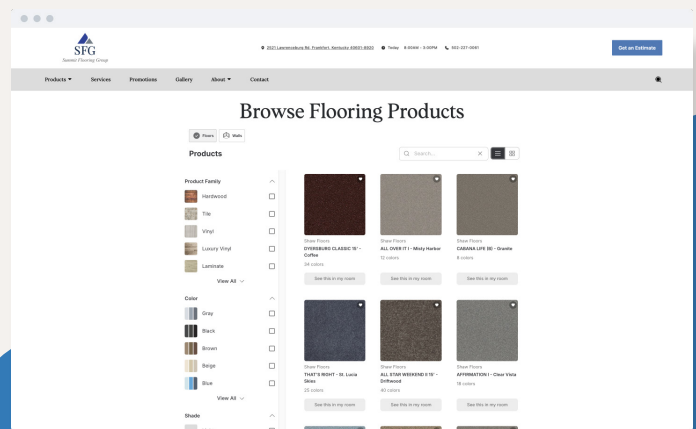 SFG
Summit Flooring Group
2521 Lawrenceburg Rd, Frankfort, Kentucky 40601-8020 Today 9:00AM - 3:00PM 502-227-0061
Get an Estimate
Products Services Promotions Gallery About Contact
Browse Flooring Products
Floors Walls
Products
Search...
Product Family
Hardwood
Tile
Vinyl
Luxury Vinyl
Laminate
View All
Color
Gray
Black
Brown
Beige
Blue
View All
Shade
Shaw Floors
DYERSBURG CLASSIC 15' - Coffee
34 colors
See this in my room
Shaw Floors
ALL OVER IT I - Misty Harbor
12 colors
See this in my room
Shaw Floors
CABANA LIFE (B) - Granite
8 colors
See this in my room
Shaw Floors
THAT'S RIGHT - St. Lucia Skies
25 colors
See this in my room
Shaw Floors
ALL STAR WEEKEND II 15' - Driftwood
40 colors
See this in my room
Shaw Floors
AFFIRMATION I - Clear Vista
18 colors
See this in my room